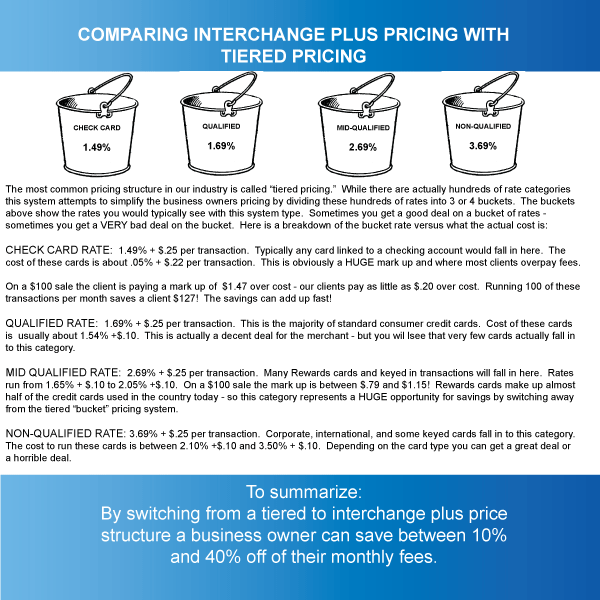 COMPARING INTERCHANGE PLUS PRICING WITH
TIERED PRICING
CHECK CARD
1.49%
QUALIFIED
1.69%
MID-QUALIFIED
2.69%
NON-QUALIFIED
3.69%
The most common pricing structure in our industry is called “tiered pricing.” While there are actually hundreds of rate categories
this system attempts to simplify the business owners pricing by dividing these hundreds of rates into 3 or 4 buckets. The buckets
above show the rates you would typically see with this system type. Sometimes you get a good deal on a bucket of rates -
sometimes you get a VERY bad deal on the bucket. Here is a breakdown of the bucket rate versus what the actual cost is:
CHECK CARD RATE: 1.49% + $.25 per transaction. Typically any card linked to a checking account would fall in here. The
cost of these cards is about .05% + $.22 per transaction. This is obviously a HUGE mark up and where most clients overpay fees.
On a $100 sale the client is paying a mark up of $1.47 over cost - our clients pay as little as $.20 over cost. Running 100 of these
transactions per month saves a client $127! The savings can add up fast!
QUALIFIED RATE: 1.69% + $.25 per transaction. This is the majority of standard consumer credit cards. Cost of these cards
is usually about 1.54% +$.10. This is actually a decent deal for the merchant - but you wil lsee that very few cards actually fall in
to this category.
MID QUALIFIED RATE: 2.69% + $.25 per transaction. Many Rewards cards and keyed in transactions will fall in here. Rates
run from 1.65% + $.10 to 2.05% +$.10. On a $100 sale the mark up is between $.79 and $1.15! Rewards cards make up almost
half of the credit cards used in the country today - so this category represents a HUGE opportunity for savings by switching away
from the tiered “bucket” pricing system.
NON-QUALIFIED RATE: 3.69% + $.25 per transaction. Corporate, international, and some keyed cards fall in to this category.
The cost to run these cards is between 2.10% +$.10 and 3.50% + $.10. Depending on the card type you can get a great deal or
a horrible deal.
To summarize:
By switching from a tiered to interchange plus price
structure a business owner can save between 10%
and 40% off of their monthly fees.